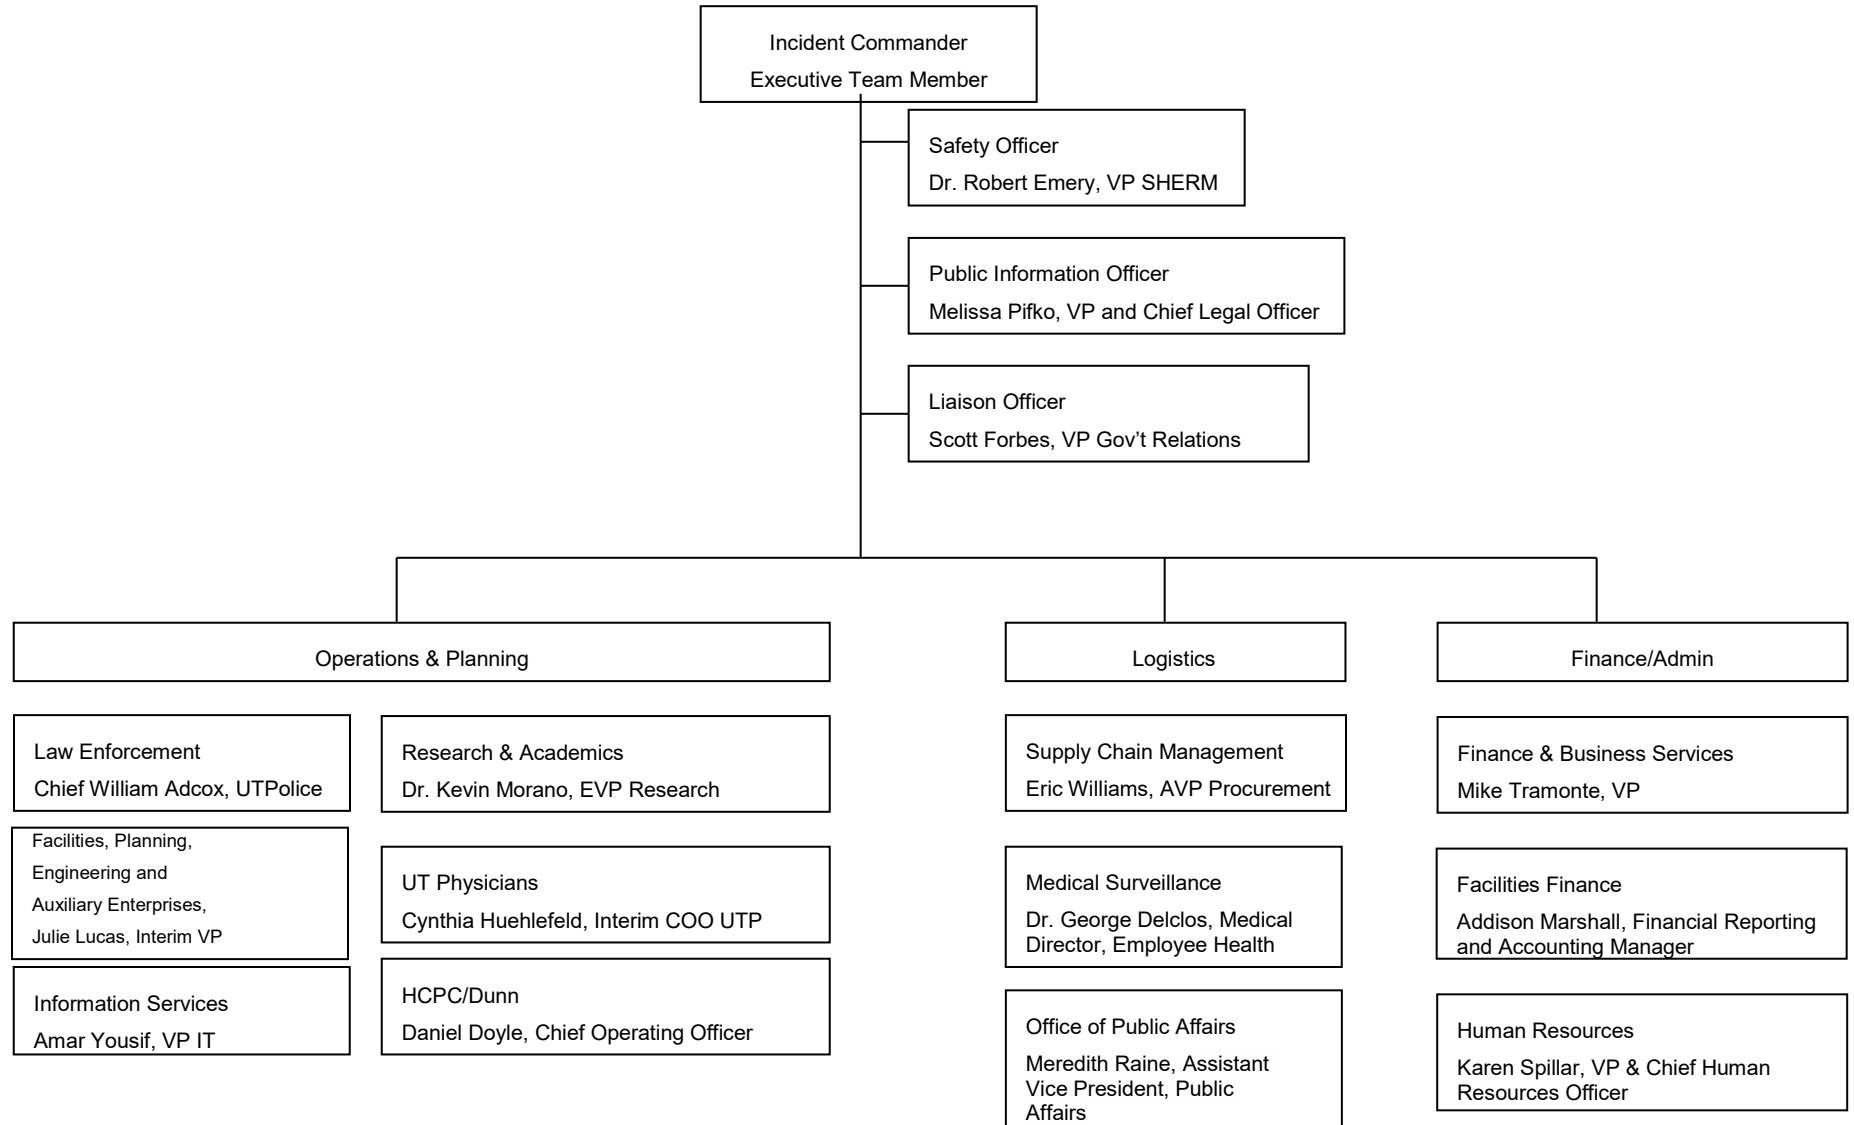 Incident Commander
Executive Team Member
Safety Officer
Dr. Robert Emery, VP SHERM
Public Information Officer
Melissa Pifko, VP and Chief Legal Officer
Liaison Officer
Scott Forbes, VP Gov’t Relations
Operations & Planning
Law Enforcement
Chief William Adcox, UTPolice
Facilities, Planning,
Engineering and
Auxiliary Enterprises,
Julie Lucas, Interim VP
Information Services
Amar Yousif, VP IT
Research & Academics
Dr. Kevin Morano, EVP Research
UT Physicians
Cynthia Huehlefeld, Interim COO UTP
HCPC/Dunn
Daniel Doyle, Chief Operating Officer
Logistics
Supply Chain Management
Eric Williams, AVP Procurement
Medical Surveillance
Dr. George Delclos, Medical
Director, Employee Health
Office of Public Affairs
Meredith Raine, Assistant
Vice President, Public
Affairs
Finance/Admin
Finance & Business Services
Mike Tramonte, VP
Facilities Finance
Addison Marshall, Financial Reporting
and Accounting Manager
Human Resources
Karen Spillar, VP & Chief Human
Resources Officer